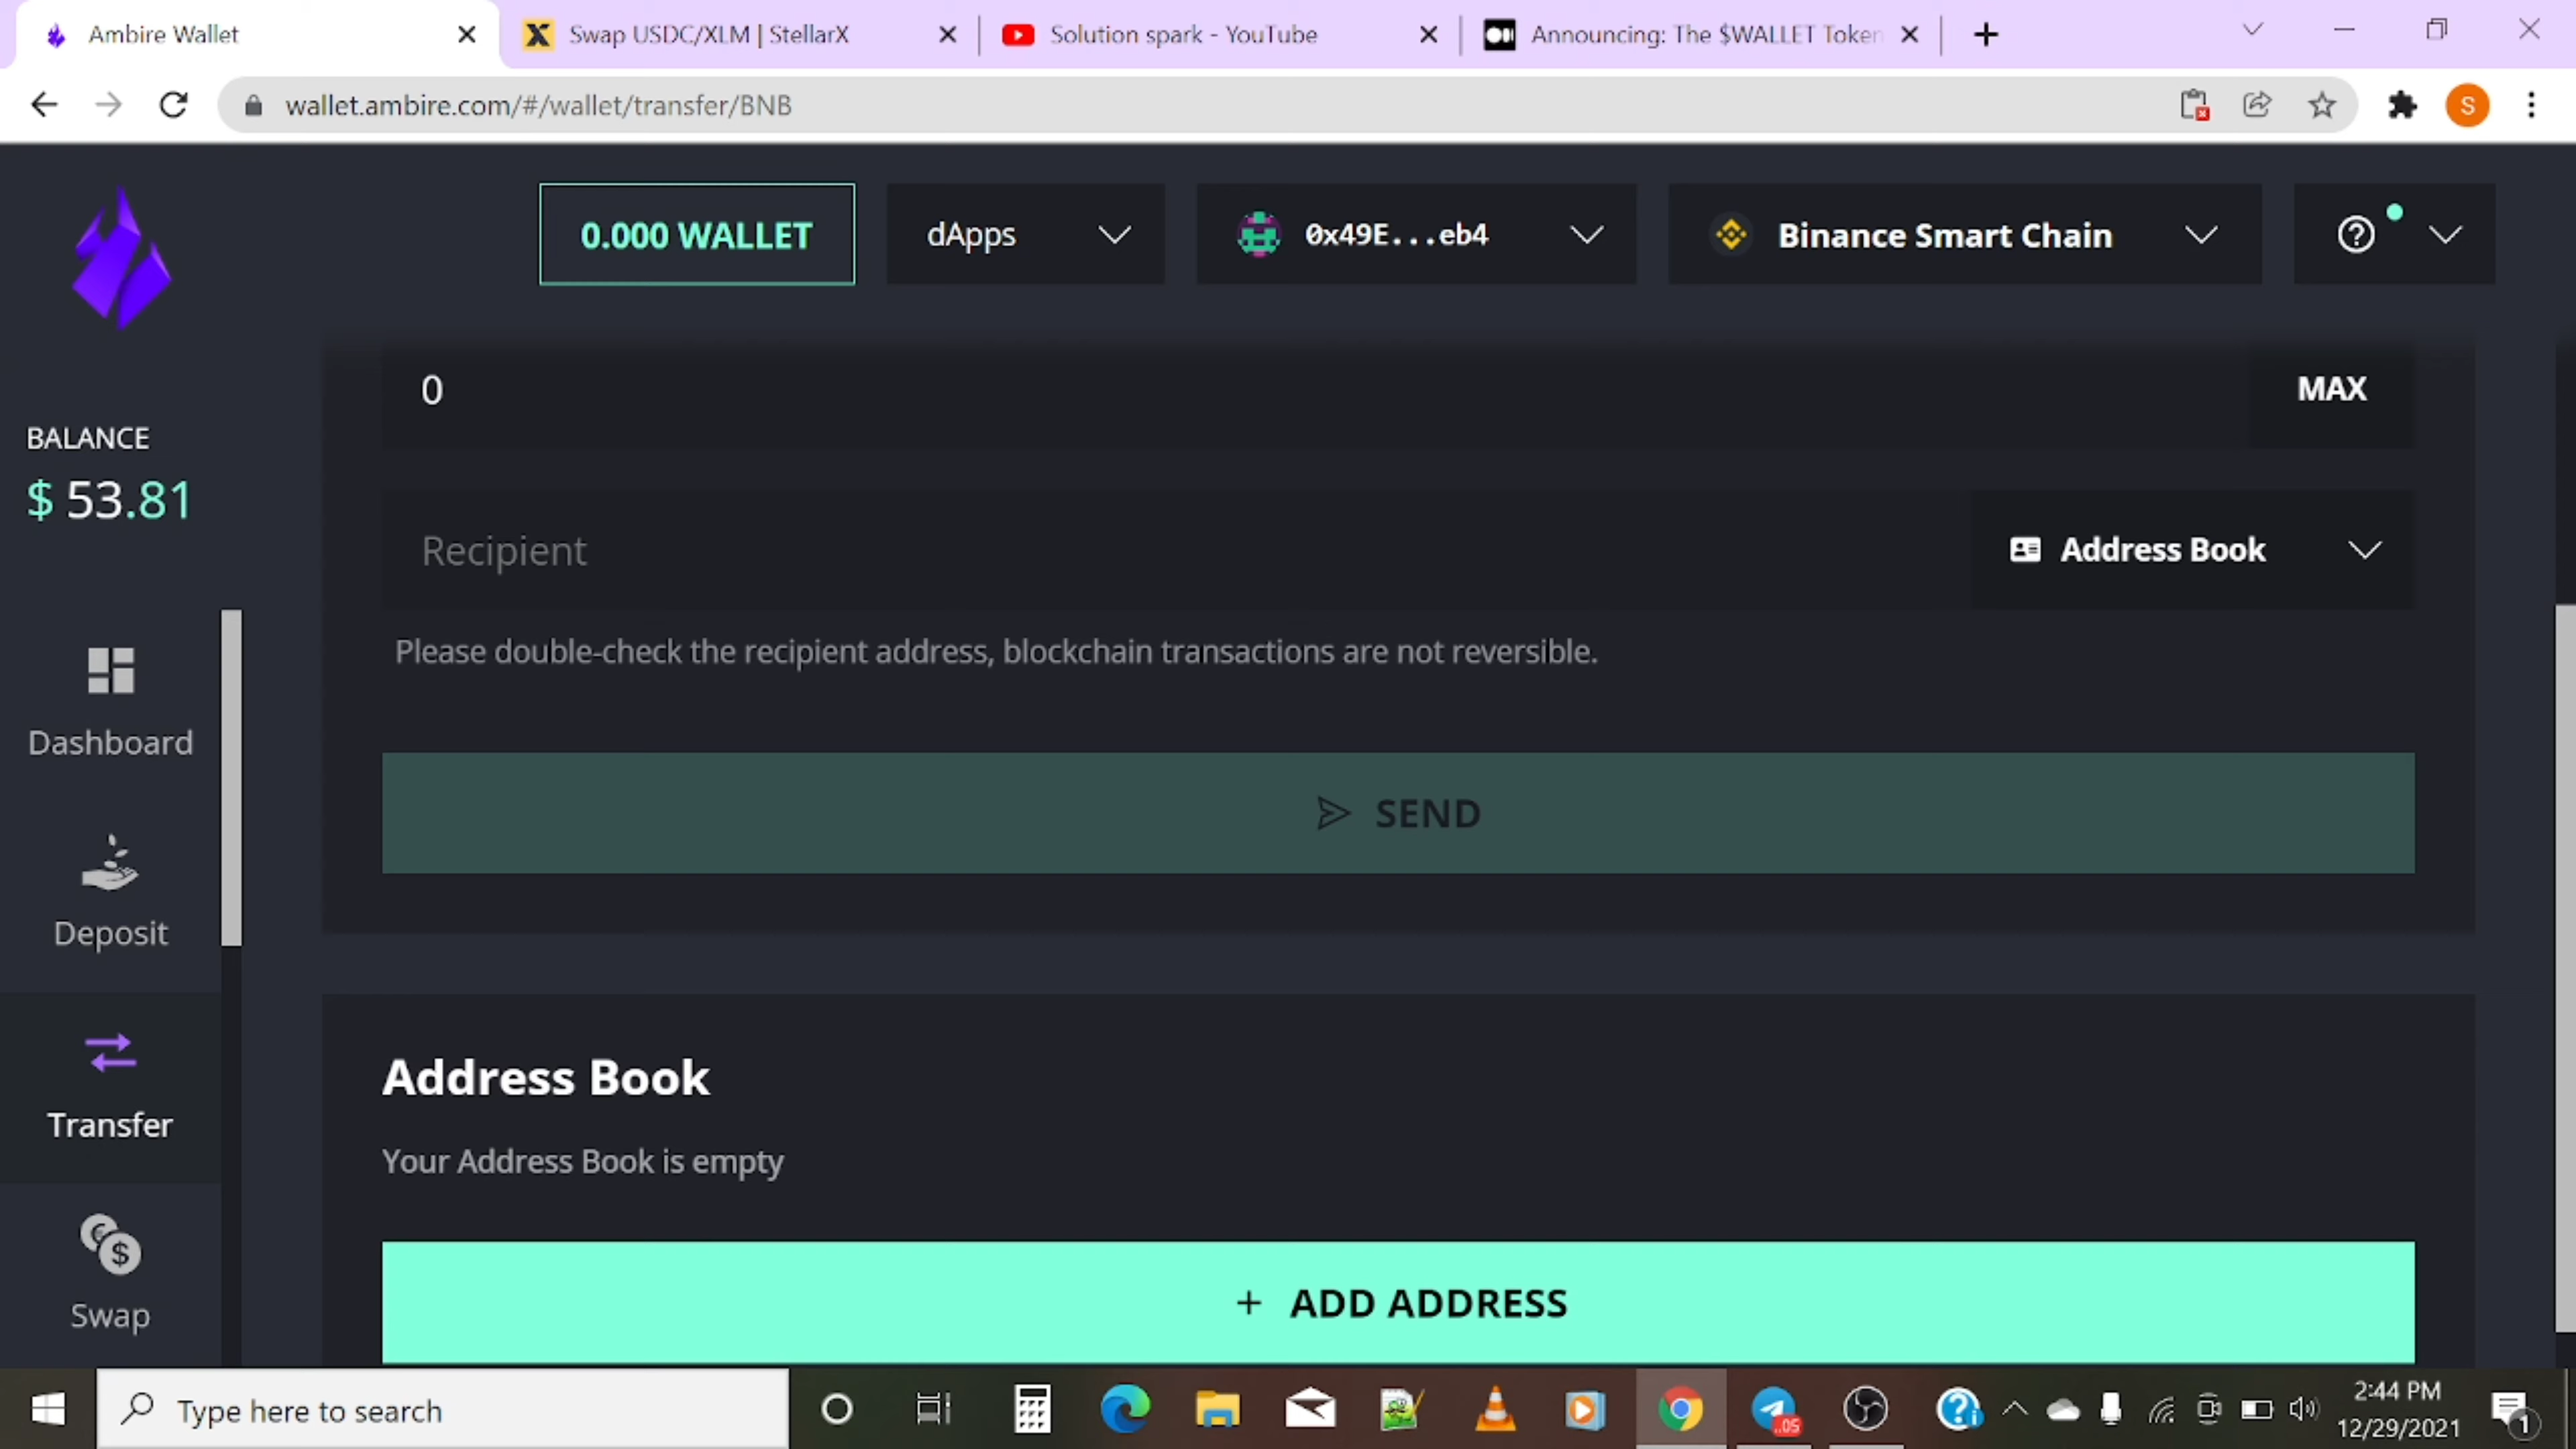 Ambire Wallet
Swap USDC/XLM | StellarX
Solution spark - YouTube
Announcing: The $WALLET Token
wallet.ambire.com/#/wallet/transfer/BNB
S
0.000 WALLET
dApps
0x49E...eb4
Binance Smart Chain
0
MAX
BALANCE
$ 53.81
Recipient
Address Book
Please double-check the recipient address, blockchain transactions are not reversible.
Dashboard
SEND
Deposit
Address Book
Transfer
Your Address Book is empty
Swap
+ ADD ADDRESS
Type here to search
..05
2:44 PM
12/29/2021
1